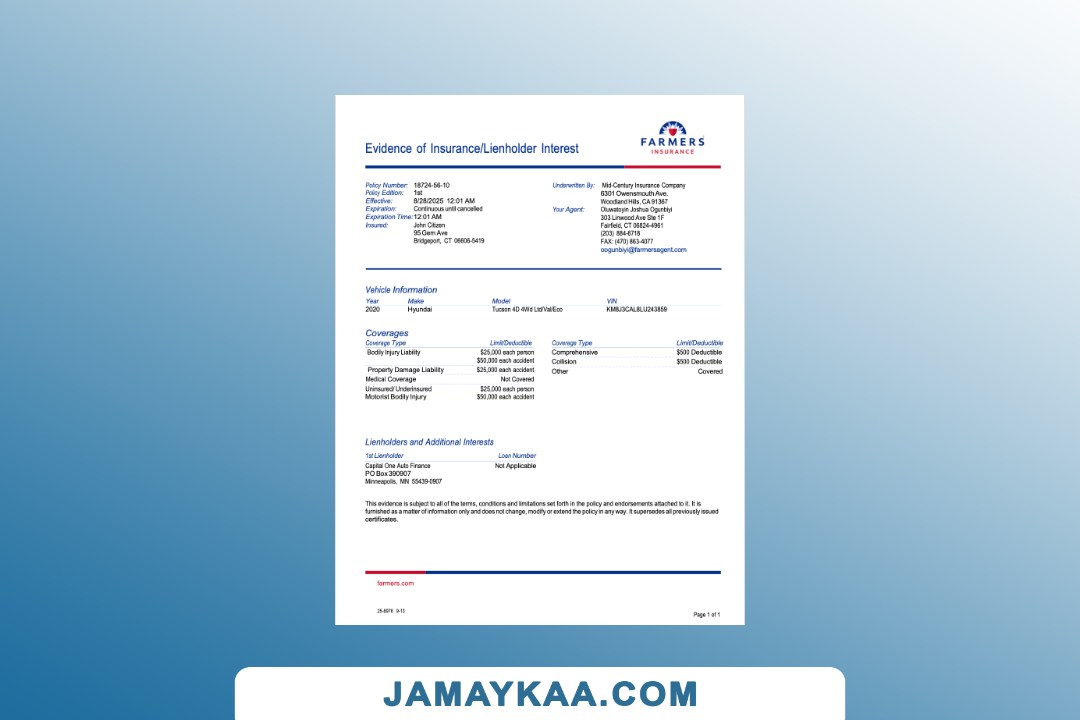 FARMERS
INSURANCE
Evidence of Insurance/Lienholder Interest
Policy Number: 18724-56-10
Policy Edition: 1st
Effective: 8/28/2025 12:01 AM
Expiration: Continuous until cancelled
Expiration Time: 12:01 AM
Insured: John Citizen
95 Gem Ave
Bridgeport, CT 06606-5419
Underwritten By: Mid-Century Insurance Company
6301 Owensmouth Ave.
Woodland Hills, CA 91367
Your Agent: Oluwatoyin Joshua Ogunbiyi
303 Linwood Ave Ste 1F
Fairfield, CT 06824-4961
(203) 884-6718
FAX: (470) 863-4077
oogunbiyi@farmersagent.com
Vehicle Information
Year Make Model VIN
2020 Hyundai Tucson 4D 4Wd Ltd/Val/Eco KM8J3CAL8LU243859
Coverages
Coverage Type Limit/Deductible
Bodily Injury Liability $25,000 each person
$50,000 each accident
Property Damage Liability $25,000 each accident
Medical Coverage Not Covered
Uninsured/Underinsured $25,000 each person
Motorist Bodily Injury $50,000 each accident
Coverage Type Limit/Deductible
Comprehensive $500 Deductible
Collision $500 Deductible
Other Covered
Lienholders and Additional Interests
1st Lienholder Loan Number
Capital One Auto Finance Not Applicable
PO Box 390907
Minneapolis, MN 55439-0907
This evidence is subject to all of the terms, conditions and limitations set forth in the policy and endorsements attached to it. It is
furnished as a matter of information only and does not change, modify or extend the policy in any way. It supersedes all previously issued
certificates.
farmers.com
25-8976 9-13
Page 1 of 1
JAMAYKAA.COM